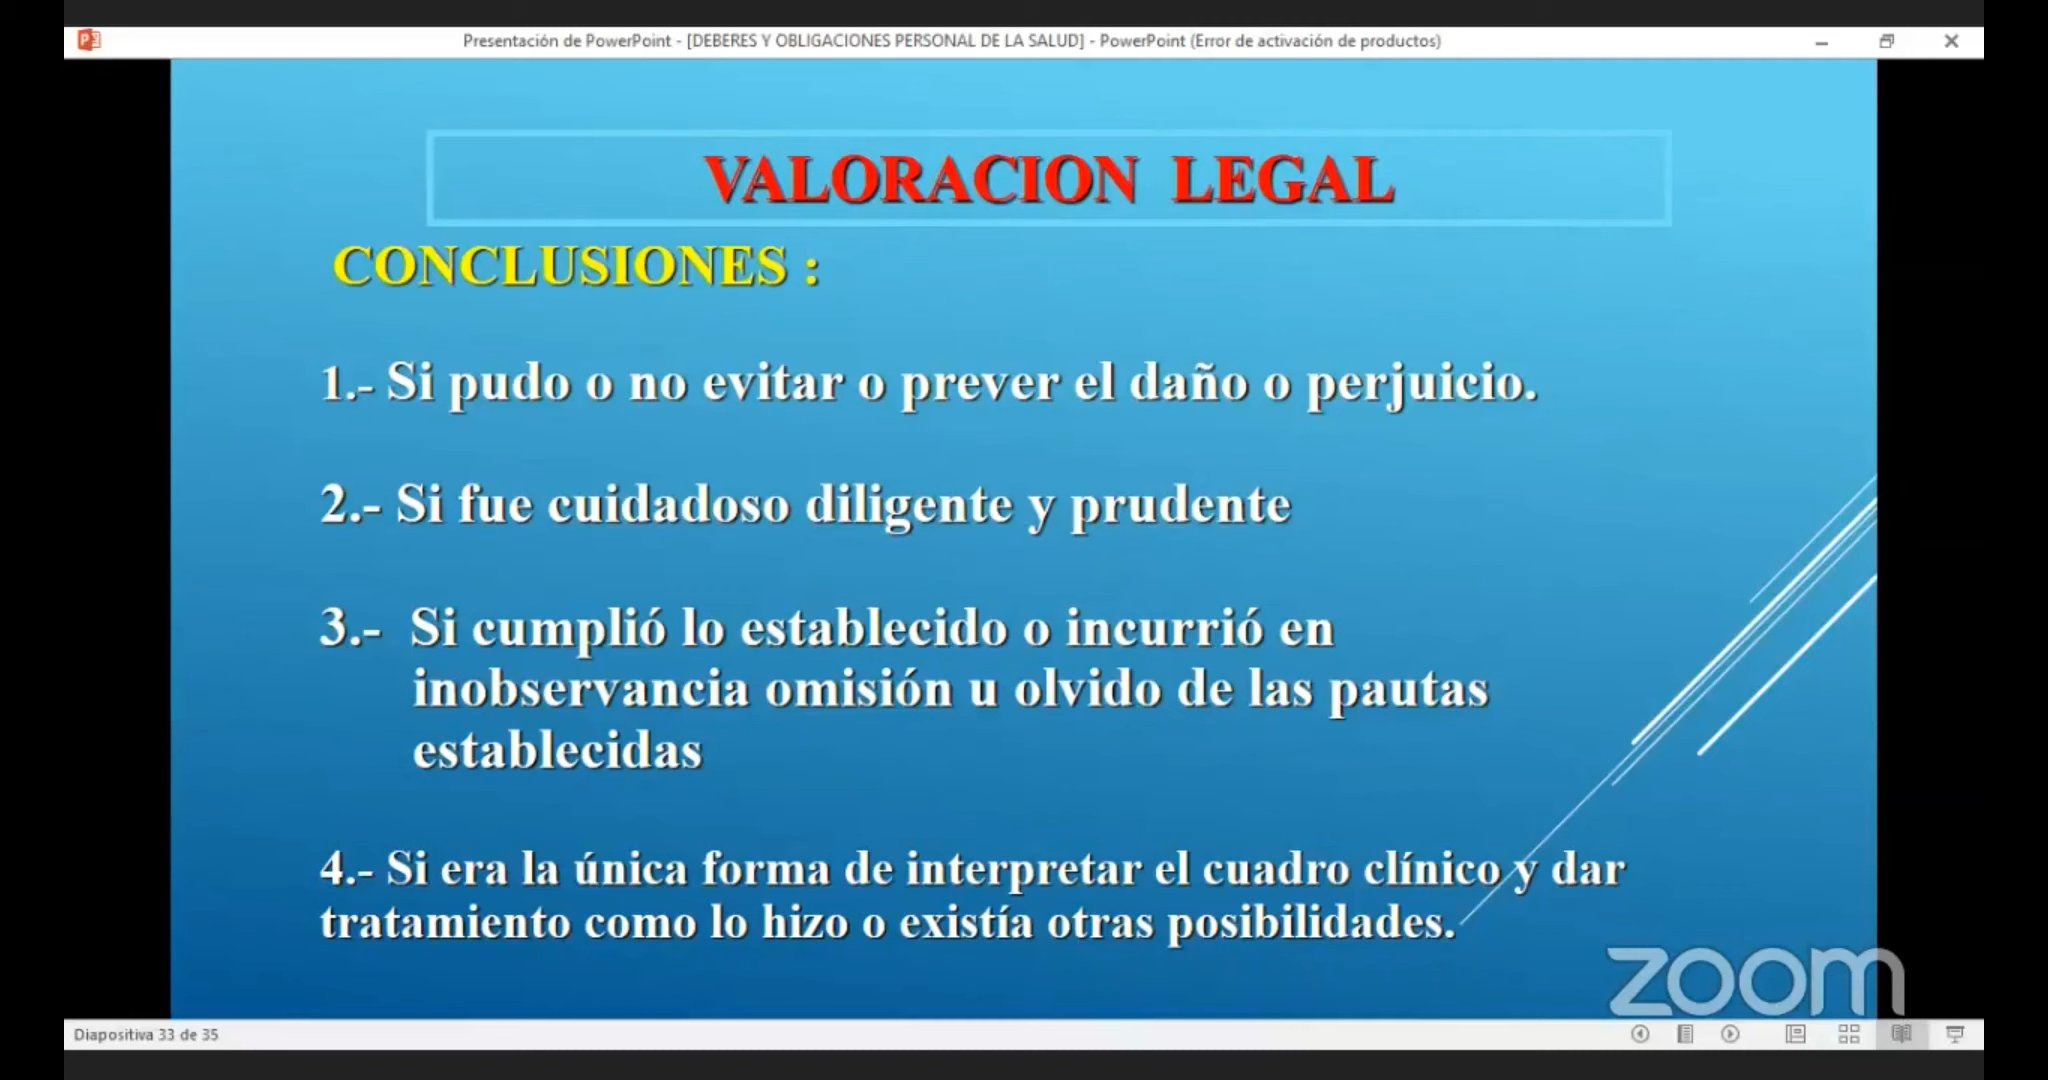 Presentación de PowerPoint - [DEBERES Y OBLIGACIONES PERSONAL DE LA SALUD] - PowerPoint (Error de activación de productos)
VALORACION LEGAL
CONCLUSIONES :
1.- Si pudo o no evitar o prever el daño o perjuicio.
2.- Si fue cuidadoso diligente y prudente
3.- Si cumplió lo establecido o incurrió en
inobservancia omisión u olvido de las pautas
establecidas
4.- Si era la única forma de interpretar el cuadro clínico y dar
tratamiento como lo hizo o existía otras posibilidades.
zoom
Diapositiva 33 de 35